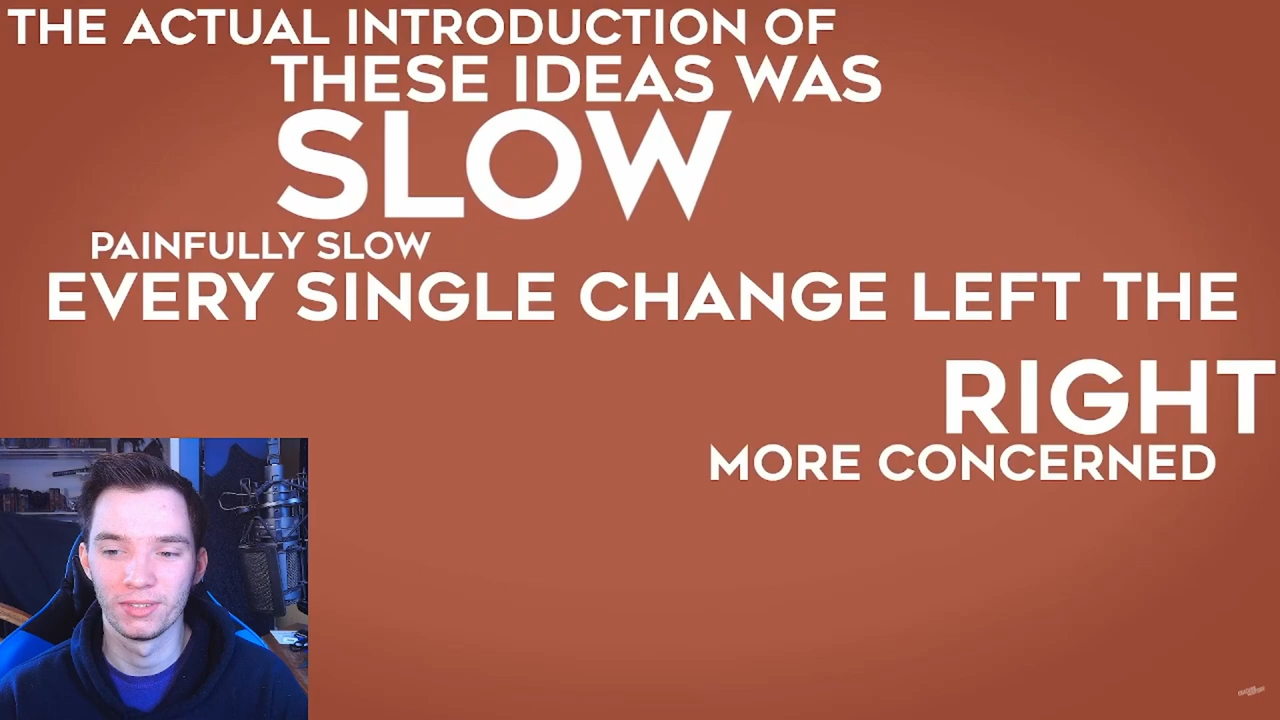 THE ACTUAL INTRODUCTION OF
THESE IDEAS WAS
SLOW
PAINFULLY SLOW
EVERY SINGLE CHANGE LEFT THE
RIGHT
MORE CONCERNED